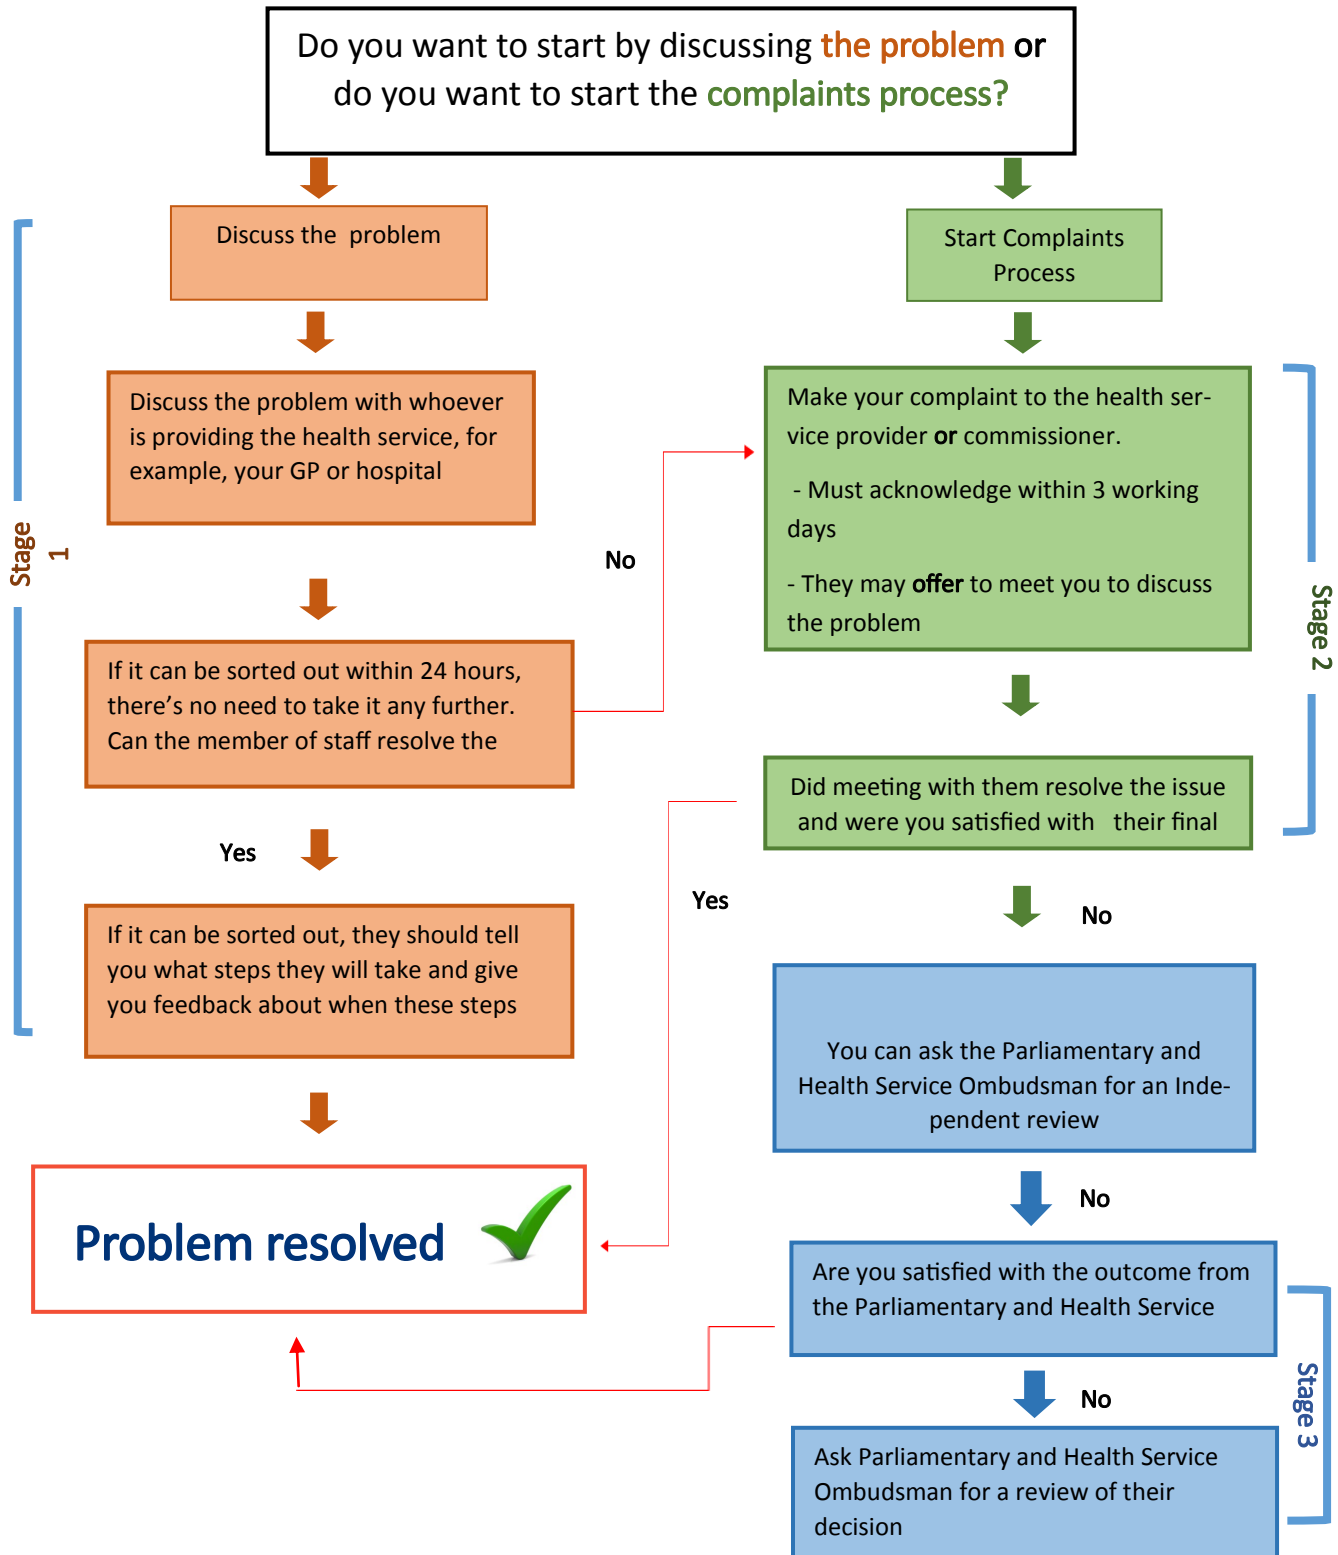 Do you want to start by discussing the problem or
do you want to start the complaints process?
Discuss the problem
Discuss the problem with whoever
is providing the health service, for
example, your GP or hospital
If it can be sorted out within 24 hours,
there’s no need to take it any further.
Can the member of staff resolve the
Yes
If it can be sorted out, they should tell
you what steps they will take and give
you feedback about when these steps
Problem resolved
Stage
1
No
Start Complaints
Process
Make your complaint to the health ser-
vice provider or commissioner.
- Must acknowledge within 3 working
days
- They may offer to meet you to discuss
the problem
Did meeting with them resolve the issue
and were you satisfied with their final
Yes
No
Stage 2
You can ask the Parliamentary and
Health Service Ombudsman for an Inde-
pendent review
No
Are you satisfied with the outcome from
the Parliamentary and Health Service
No
Ask Parliamentary and Health Service
Ombudsman for a review of their
decision
Stage 3